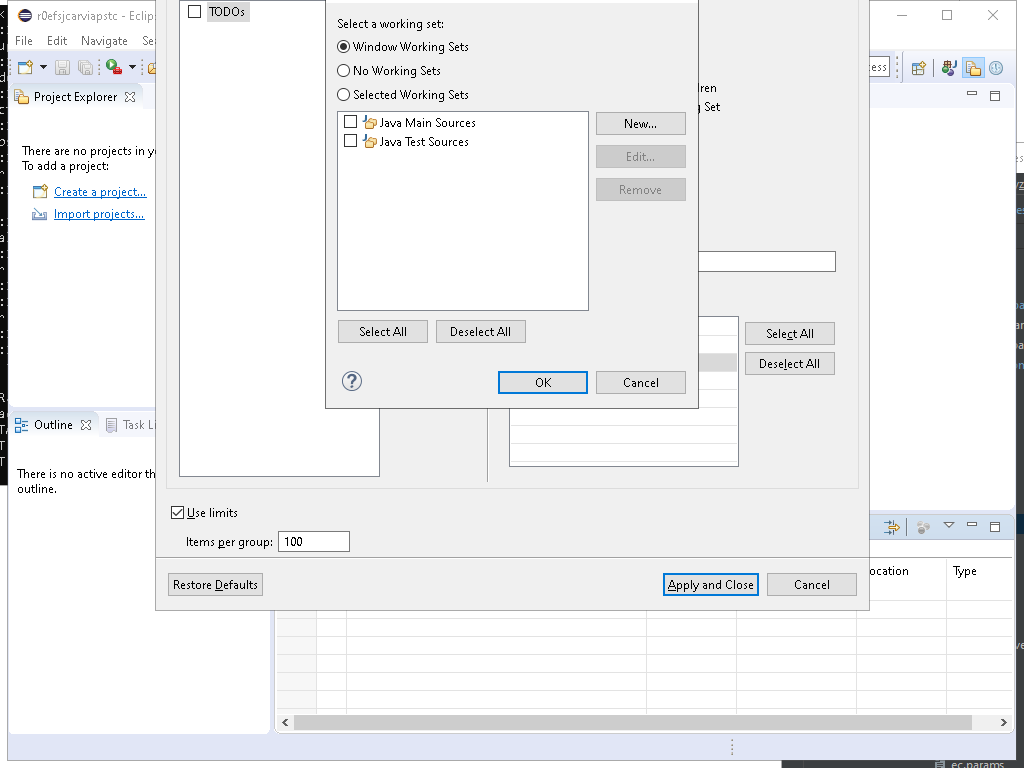 r0efsjcarviapstc - Eclip
File Edit Navigate Se
Project Explorer
There are no projects in y
To add a project:
Create a project...
Import projects...
Outline
Task Li
There is no active editor th
outline.
TODOs
Select a working set:
Window Working Sets
No Working Sets
Selected Working Sets
Java Main Sources
Java Test Sources
New...
Edit...
Remove
Select All
Deselect All
OK
Cancel
ren
Set
Select All
Deselect All
Use limits
Items per group: 100
Restore Defaults
Apply and Close
Cancel
ocation
Type
ec.params